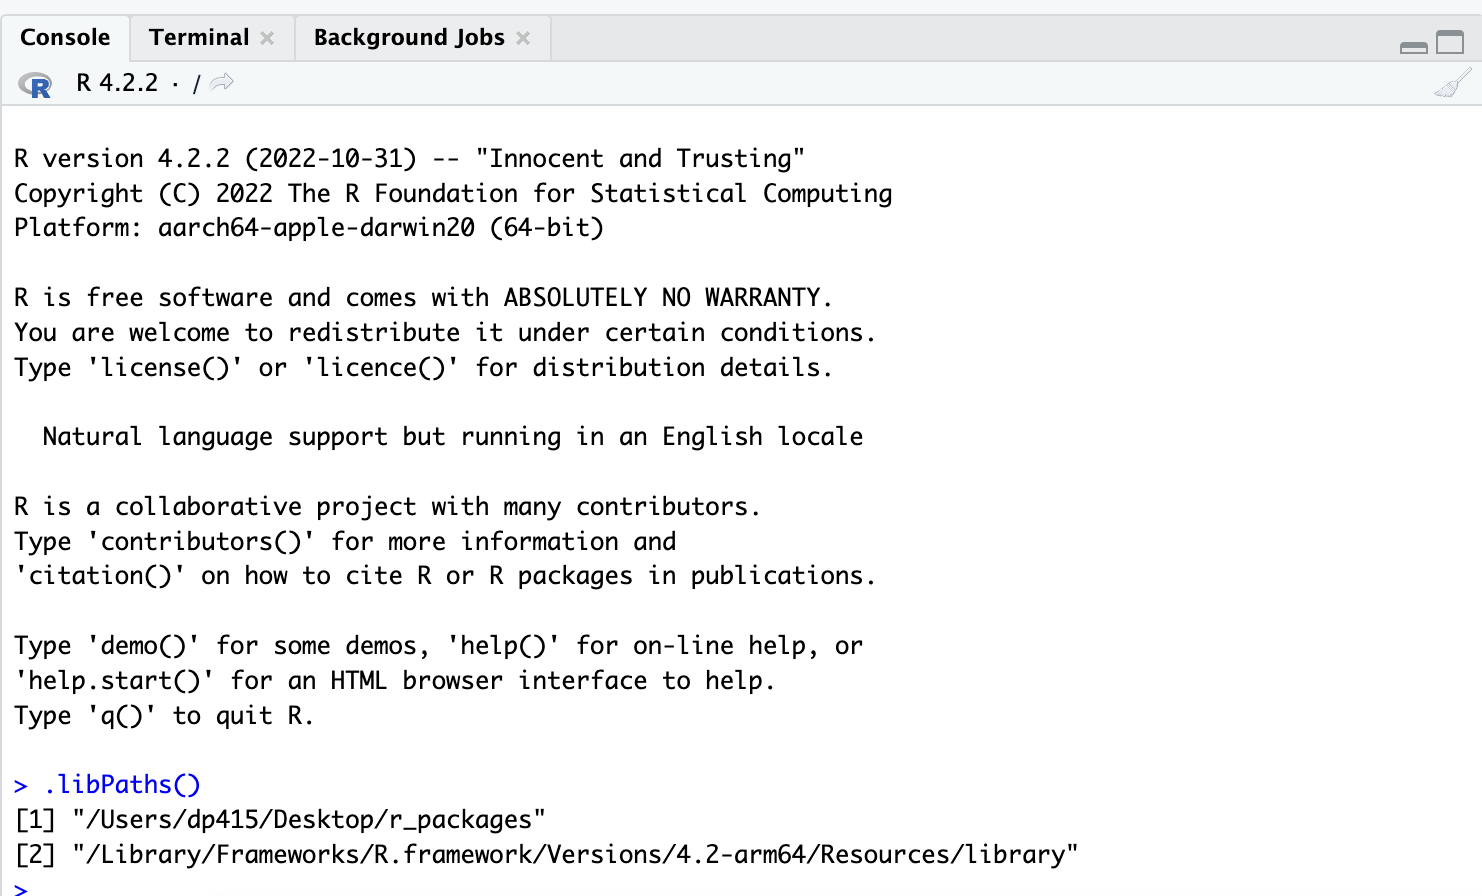 Console Terminal × Background Jobs ×
R R 4.2.2 · /
R version 4.2.2 (2022-10-31) -- "Innocent and Trusting"
Copyright (C) 2022 The R Foundation for Statistical Computing
Platform: aarch64-apple-darwin20 (64-bit)
R is free software and comes with ABSOLUTELY NO WARRANTY.
You are welcome to redistribute it under certain conditions.
Type 'license()' or 'licence()' for distribution details.
Natural language support but running in an English locale
R is a collaborative project with many contributors.
Type 'contributors()' for more information and
'citation()' on how to cite R or R packages in publications.
Type 'demo()' for some demos, 'help()' for on-line help, or
'help.start()' for an HTML browser interface to help.
Type 'q()' to quit R.
> .libPaths()
[1] "/Users/dp415/Desktop/r_packages"
[2] "/Library/Frameworks/R.framework/Versions/4.2-arm64/Resources/library"
>